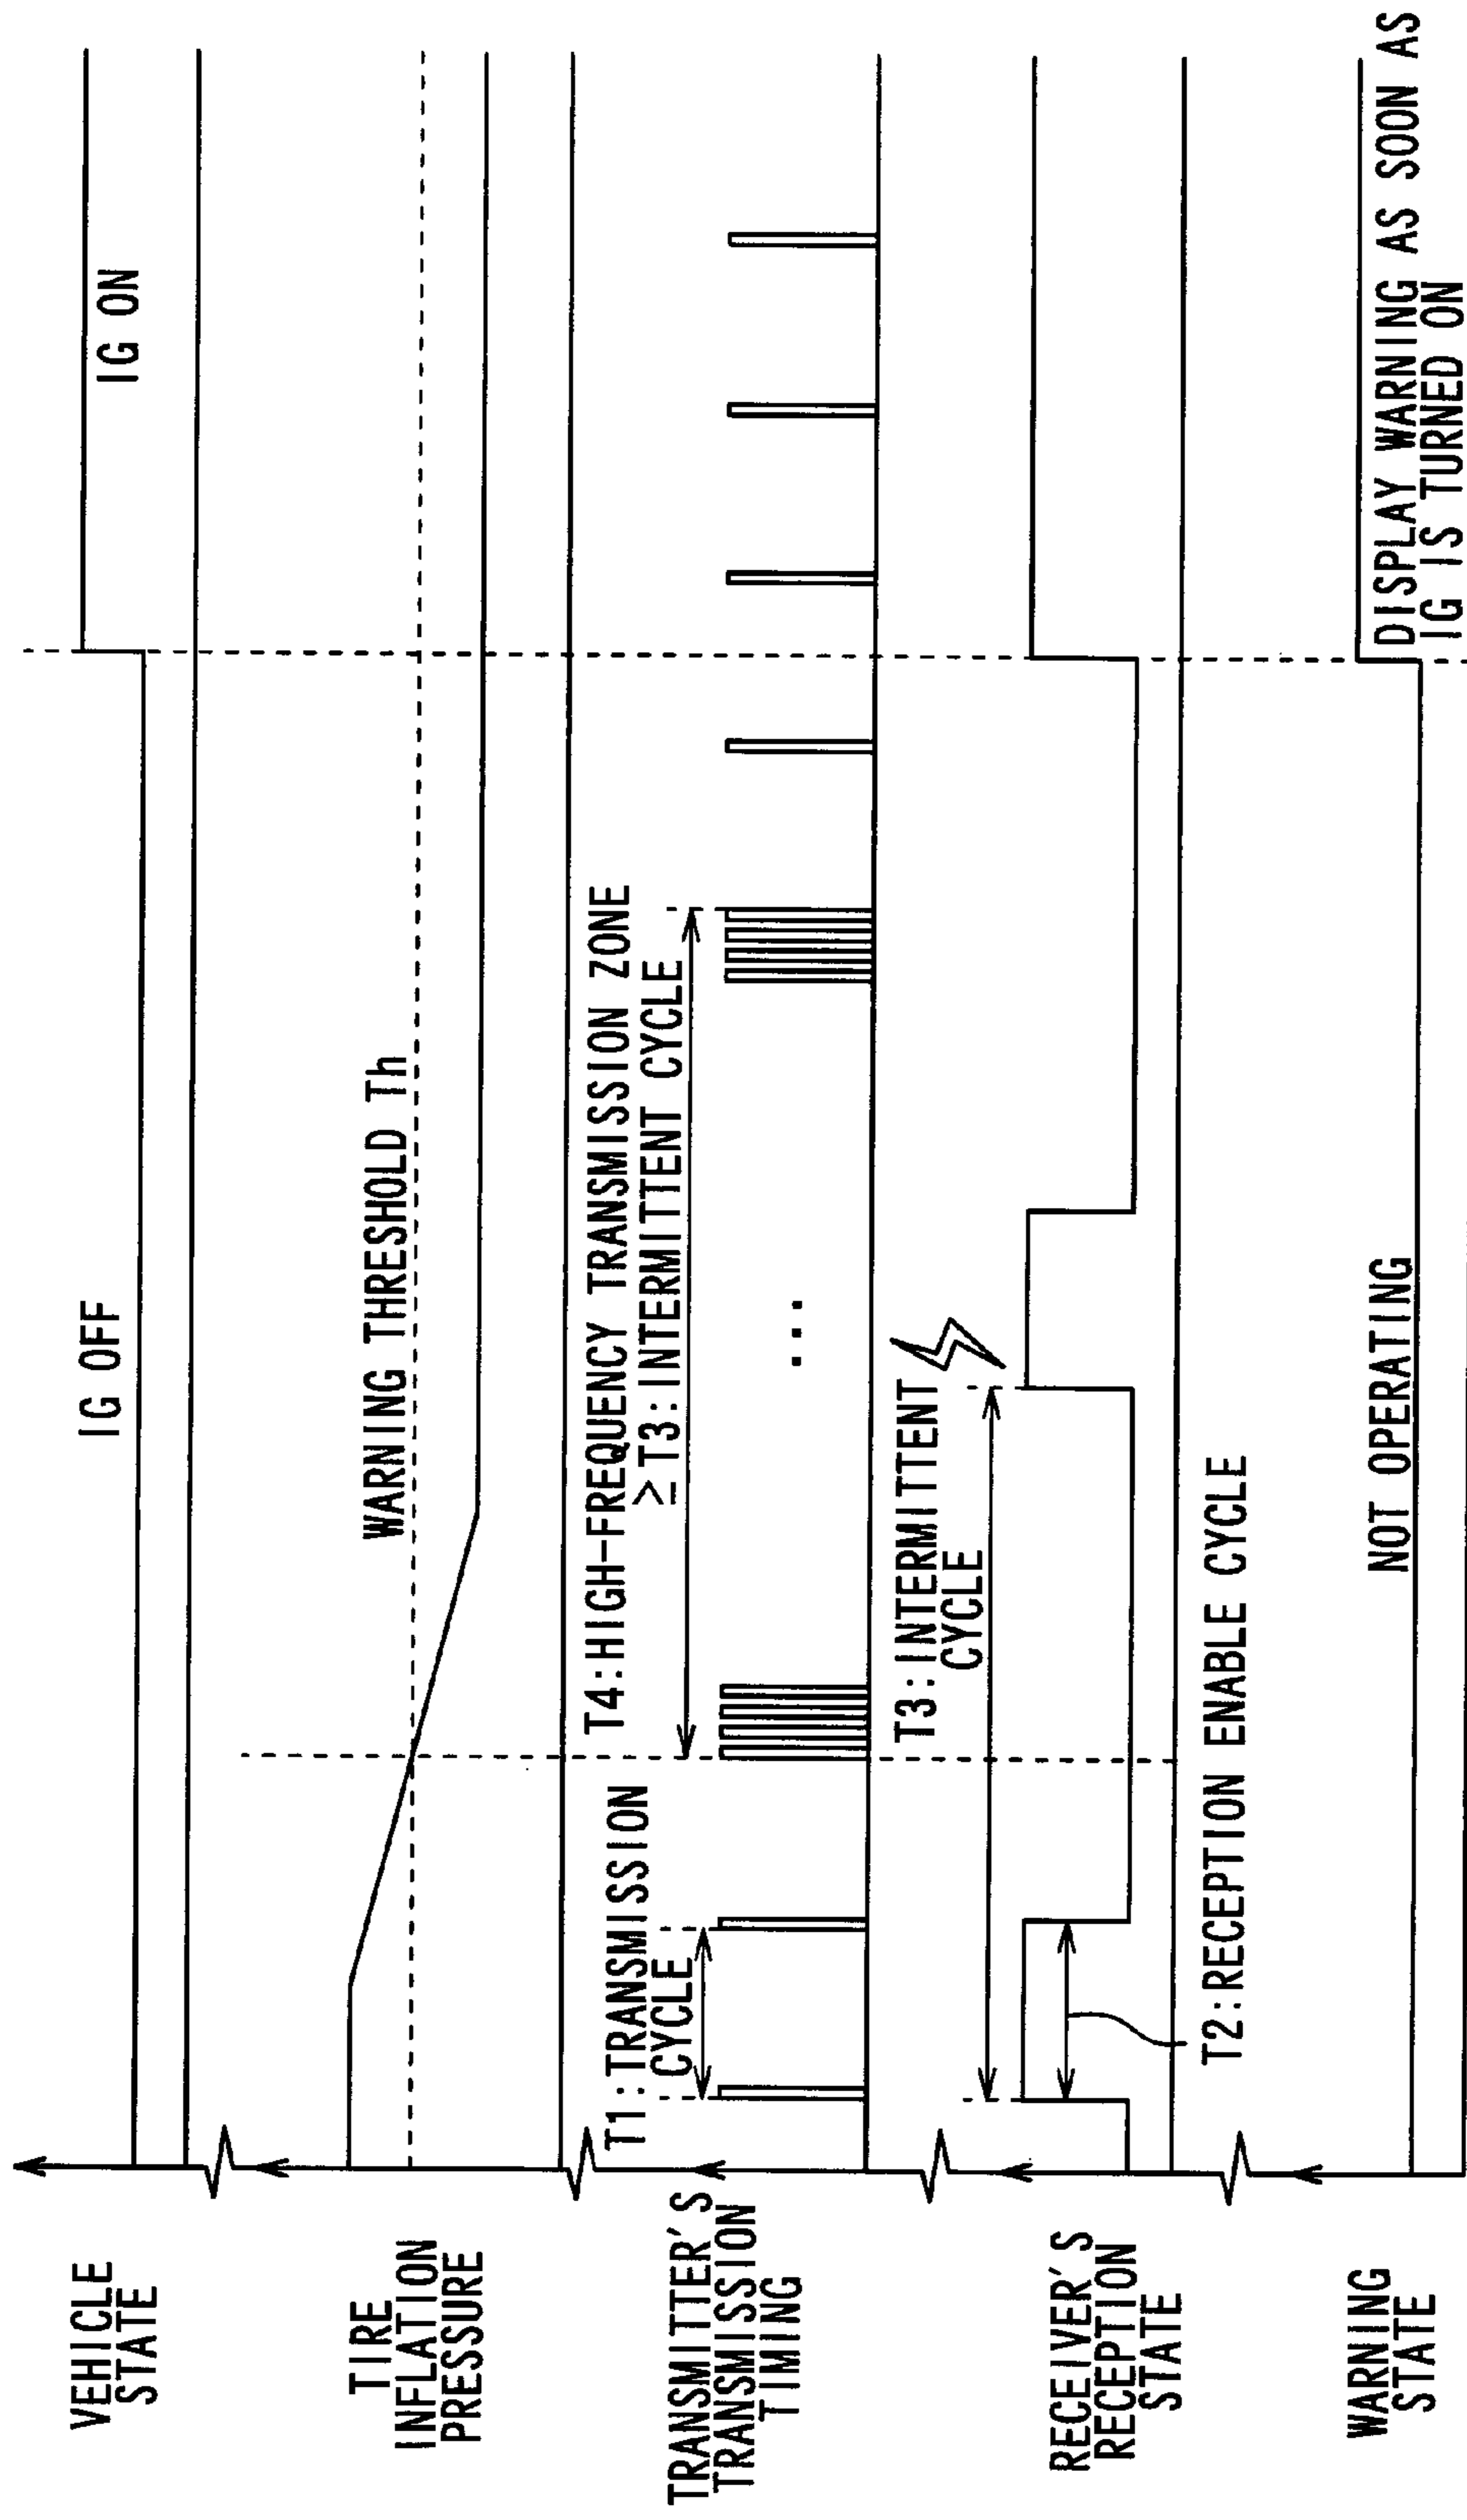 VEHICLE
STATE
IG OFF
IG ON
TIRE
INFLATION
PRESSURE
WARNING THRESHOLD Th
TRANSMITTER'S
TRANSMISSION
TIMING
T1:TRANSMISSION
CYCLE
T4:HIGH-FREQUENCY TRANSMISSION ZONE
≥T3:INTERMITTENT CYCLE
RECEIVER'S
RECEPTION
STATE
T3:INTERMITTENT
CYCLE
T2:RECEPTION ENABLE CYCLE
WARNING
STATE
NOT OPERATING
DISPLAY WARNING AS SOON AS
IG IS TURNED ON